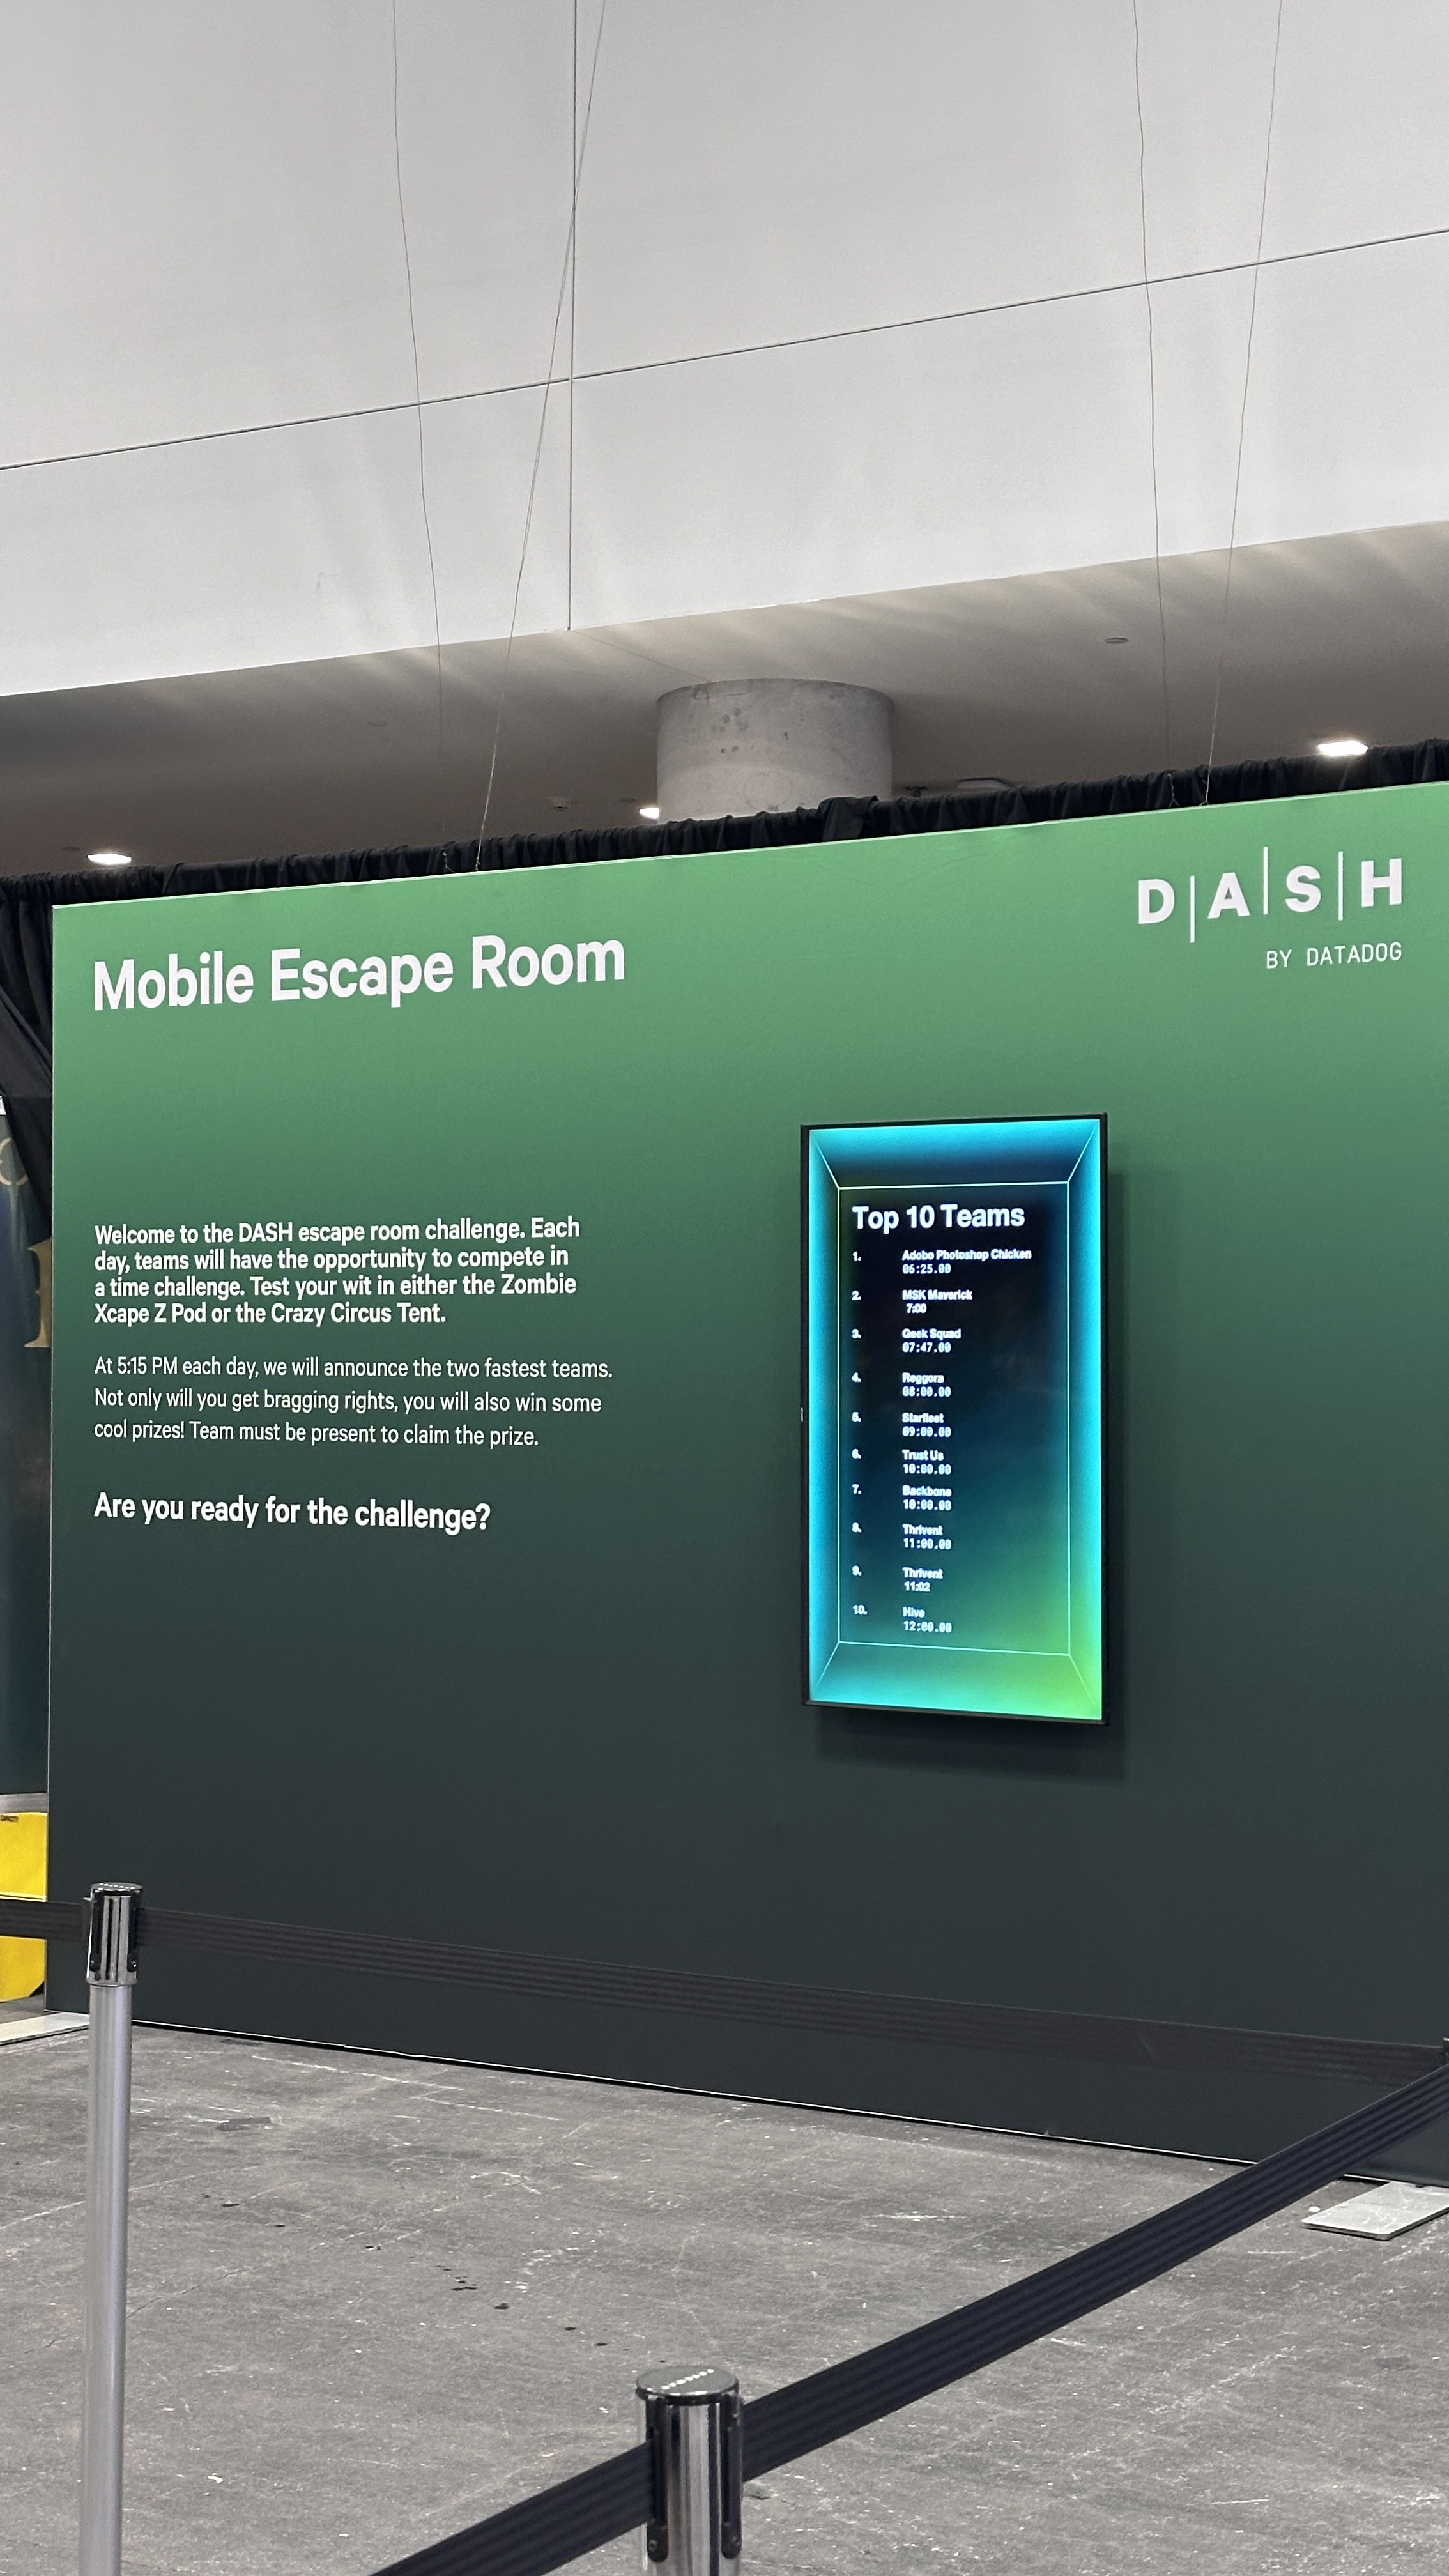 Mobile Escape Room
D|A|S|H
BY DATADOG
Welcome to the DASH escape room challenge. Each
day, teams will have the opportunity to compete in
a time challenge. Test your wit in either the Zombie
Xcape Z Pod or the Crazy Circus Tent.
At 5:15 PM each day, we will announce the two fastest teams.
Not only will you get bragging rights, you will also win some
cool prizes! Team must be present to claim the prize.
Are you ready for the challenge?
Top 10 Teams
1. Adobo Photoshop Chicken
06:25.00
2. MSK Maverick
7:00
3. Geek Squad
07:47.00
4. Reggora
08:00.00
5. Starfleet
09:00.00
6. Trust Us
10:00.00
7. Backbone
10:00.00
8. Thrivent
11:00.00
9. Thrivent
11:02
10. Hive
12:00.00